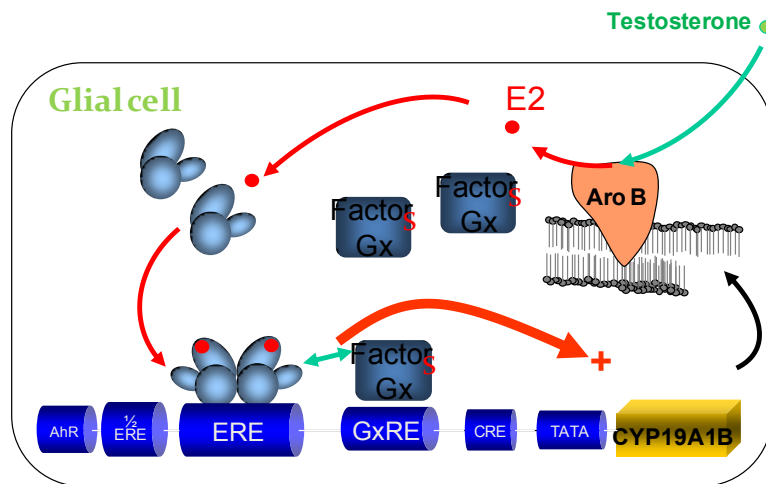 Testosterone
Glial cell
E2
Aro B
Factors
Gx
Factors
Gx
Factors
Gx
+
AhR
½
ERE
ERE
GxRE
CRE
TATA
CYP19A1B